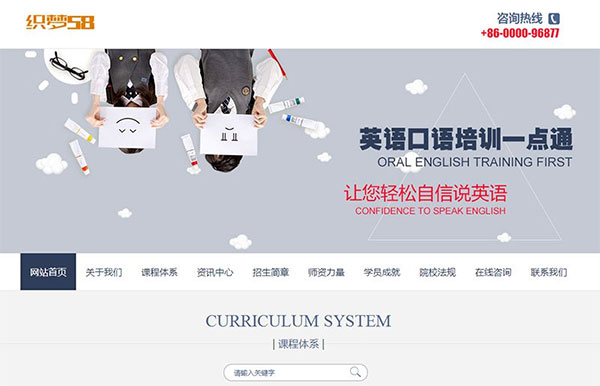 织梦58
咨询热线
+86-0000-96877
英语口语培训一点通
ORAL ENGLISH TRAINING FIRST
让您轻松自信说英语
CONFIDENCE TO SPEAK ENGLISH
网站首页 关于我们 课程体系 资讯中心 招生简章 师资力量 学员成就 院校法规 在线咨询 联系我们
CURRICULUM SYSTEM
| 课程体系 |
请输入关键字